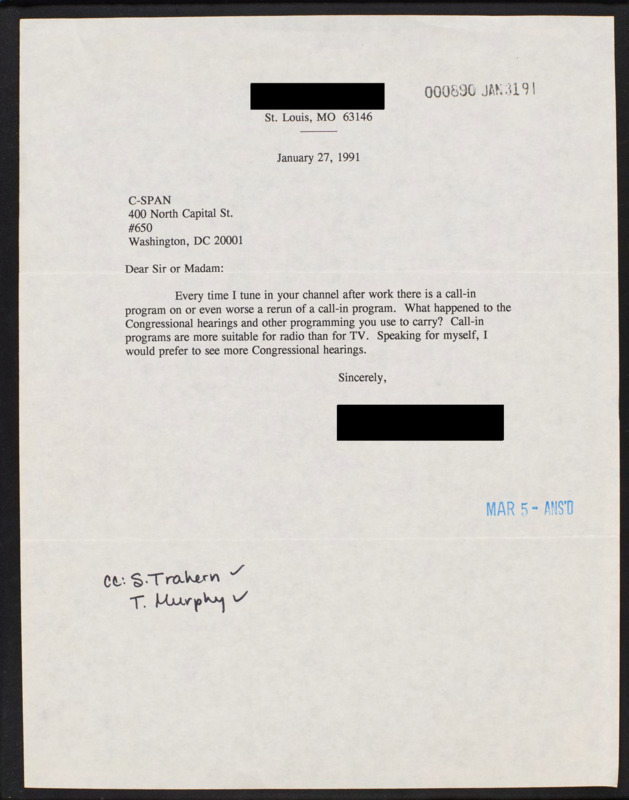 000890 JAN 31 91
St. Louis, MO 63146
January 27, 1991
C-SPAN
400 North Capital St.
#650
Washington, DC 20001
Dear Sir or Madam:
Every time I tune in your channel after work there is a call-in
program on or even worse a rerun of a call-in program. What happened to the
Congressional hearings and other programming you use to carry? Call-in
programs are more suitable for radio than for TV. Speaking for myself, I
would prefer to see more Congressional hearings.
Sincerely,
MAR 5 - ANS'D
cc: S. Trahern ✓
T. Murphy ✓